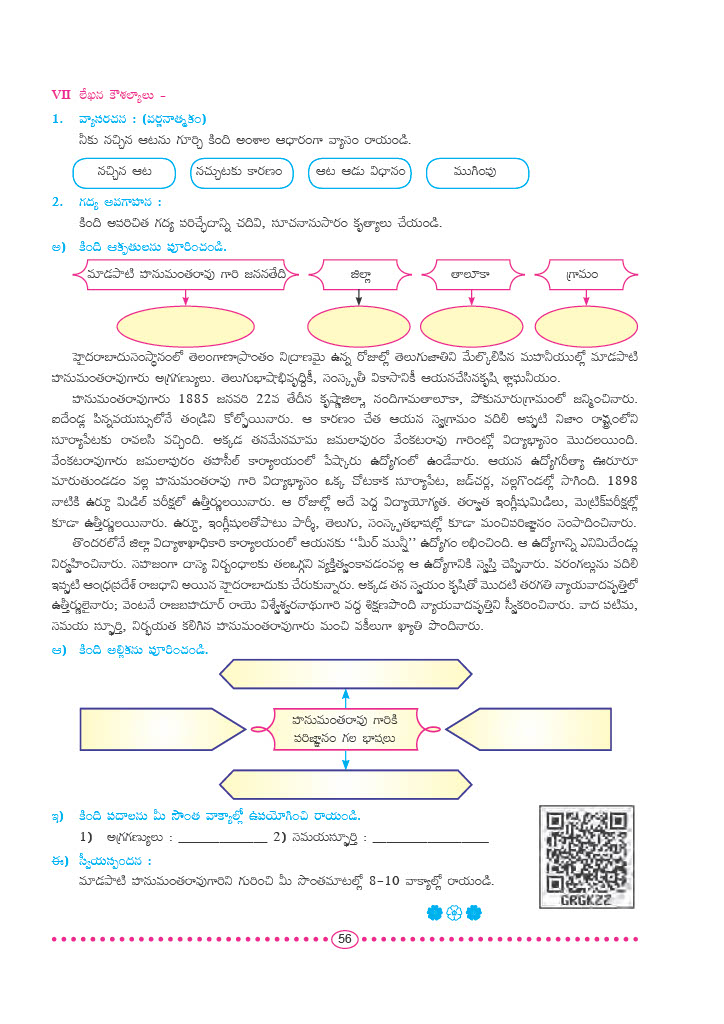 VII లేఖన కౌశల్యాలు –
1. వ్యాసరచన : (వర్ణనాత్మకం)
నీకు నచ్చిన ఆటను గూర్చి కింది అంశాల ఆధారంగా వ్యాసం రాయండి.
నచ్చిన ఆట నచ్చుటకు కారణం ఆట ఆడు విధానం ముగింపు
2. గద్య అవగాహన :
కింది అపరిచిత గద్య పరిచ్ఛేదాన్ని చదివి, సూచనానుసారం కృత్యాలు చేయండి.
అ) కింది ఆకృతులను పూరించండి.
మాడపాటి హనుమంతరావు గారి జననతేది జిల్లా తాలూకా గ్రామం
హైదరాబాదుసంస్థానంలో తెలంగాణాప్రాంతం నిద్రాణమై ఉన్న రోజుల్లో తెలుగుజాతిని మేల్కొలిపిన మహనీయుల్లో మాడపాటి
హనుమంతరావుగారు అగ్రగణ్యులు. తెలుగుభాషాభివృద్ధికీ, సంస్కృతీ వికాసానికీ ఆయనచేసినకృషి శ్లాఘనీయం.
హనుమంతరావుగారు 1885 జనవరి 22వ తేదీన కృష్ణాజిల్లా, నందిగామతాలూకా, పోకునూరుగ్రామంలో జన్మించినారు.
ఐదేండ్ల పిన్నవయస్సులోనే తండ్రిని కోల్పోయినారు. ఆ కారణం చేత ఆయన స్వగ్రామం వదిలి అప్పటి నిజాం రాష్ట్రంలోని
సూర్యాపేటకు రావలసి వచ్చింది. అక్కడ తనమేనమామ జమలాపురం వేంకటరావు గారింట్లో విద్యాభ్యాసం మొదలయింది.
వేంకటరావుగారు జమలాపురం తహసీల్ కార్యాలయంలో పేష్కారు ఉద్యోగంలో ఉండేవారు. ఆయన ఉద్యోగరీత్యా ఊరూరూ
మారుతుండడం వల్ల హనుమంతరావు గారి విద్యాభ్యాసం ఒక్క చోటకాక సూర్యాపేట, జడ్‌చర్ల, నల్లగొండల్లో సాగింది. 1898
నాటికి ఉర్దూ మిడిల్ పరీక్షలో ఉత్తీర్ణులయినారు. ఆ రోజుల్లో అదే పెద్ద విద్యాయోగ్యత. తర్వాత ఇంగ్లీషుమిడిలు, మెట్రిక్‌పరీక్షల్లో
కూడా ఉత్తీర్ణులయినారు. ఉర్దూ, ఇంగ్లీషులతోపాటు పార్శీ, తెలుగు, సంస్కృతభాషల్లో కూడా మంచిపరిజ్ఞానం సంపాదించినారు.
తొందరలోనే జిల్లా విద్యాశాఖాధికారి కార్యాలయంలో ఆయనకు ‘‘మీర్ మున్షీ’’ ఉద్యోగం లభించింది. ఆ ఉద్యోగాన్ని ఎనిమిదేండ్లు
నిర్వహించినారు. సహజంగా దాస్య నిర్బంధాలకు తలఒగ్గని వ్యక్తిత్వంకావడంవల్ల ఆ ఉద్యోగానికి స్వస్తి చెప్పినారు. వరంగల్లును వదిలి
ఇప్పటి ఆంధ్రప్రదేశ్ రాజధాని అయిన హైదరాబాదుకు చేరుకున్నారు. అక్కడ తన స్వయం కృషితో మొదటి తరగతి న్యాయవాదవృత్తిలో
ఉత్తీర్ణులైనారు; వెంటనే రాజబహదూర్ రాయె విశ్వేశ్వరనాథుగారి వద్ద శిక్షణపొంది న్యాయవాదవృత్తిని స్వీకరించినారు. వాద పటిమ,
సమయ స్ఫూర్తి, నిర్భయత కలిగిన హనుమంతరావుగారు మంచి వకీలుగా ఖ్యాతి పొందినారు.
ఆ) కింది అల్లికను పూరించండి.
హనుమంతరావు గారికి
పరిజ్ఞానం గల భాషలు
ఇ) కింది పదాలను మీ సొంత వాక్యాల్లో ఉపయోగించి రాయండి.
1) అగ్రగణ్యులు : _____________ 2) సమయస్ఫూర్తి : _________________
ఈ) స్వీయస్పందన :
మాడపాటి హనుమంతరావుగారిని గురించి మీ సొంతమాటల్లో 8–10 వాక్యాల్లో రాయండి.
GRGKZZ
56